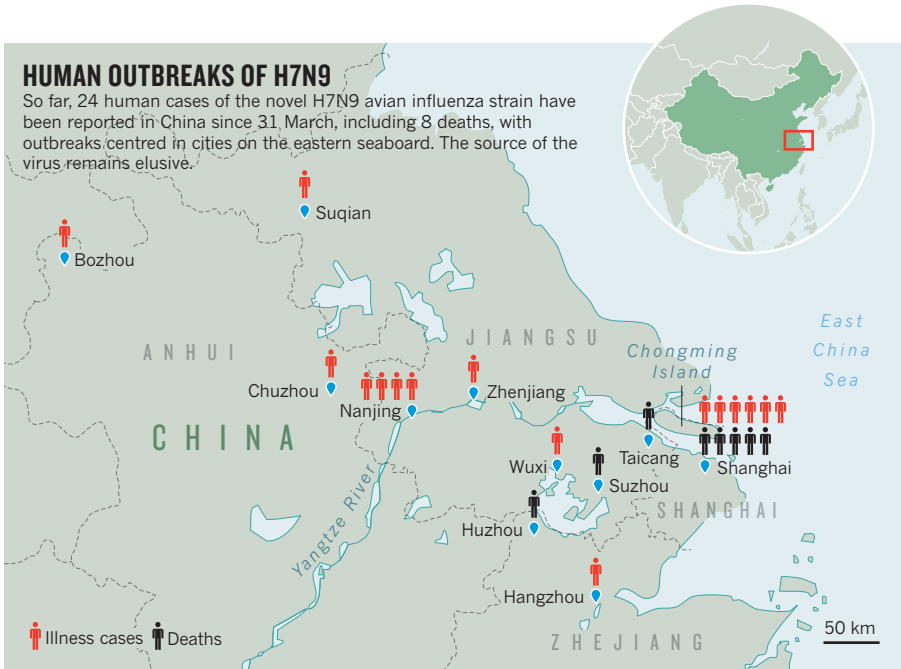 HUMAN OUTBREAKS OF H7N9
So far, 24 human cases of the novel H7N9 avian influenza strain have
been reported in China since 31 March, including 8 deaths, with
outbreaks centred in cities on the eastern seaboard. The source of the
virus remains elusive.
Suqian
Bozhou
ANHUI
JIANGSU
East
China
Sea
Chongming
Island
Chuzhou
Zhenjiang
Nanjing
CHINA
Taicang
Shanghai
Wuxi
Suzhou
SHANGHAI
Yangtze River
Huzhou
Hangzhou
ZHEJIANG
Illness cases
Deaths
50 km